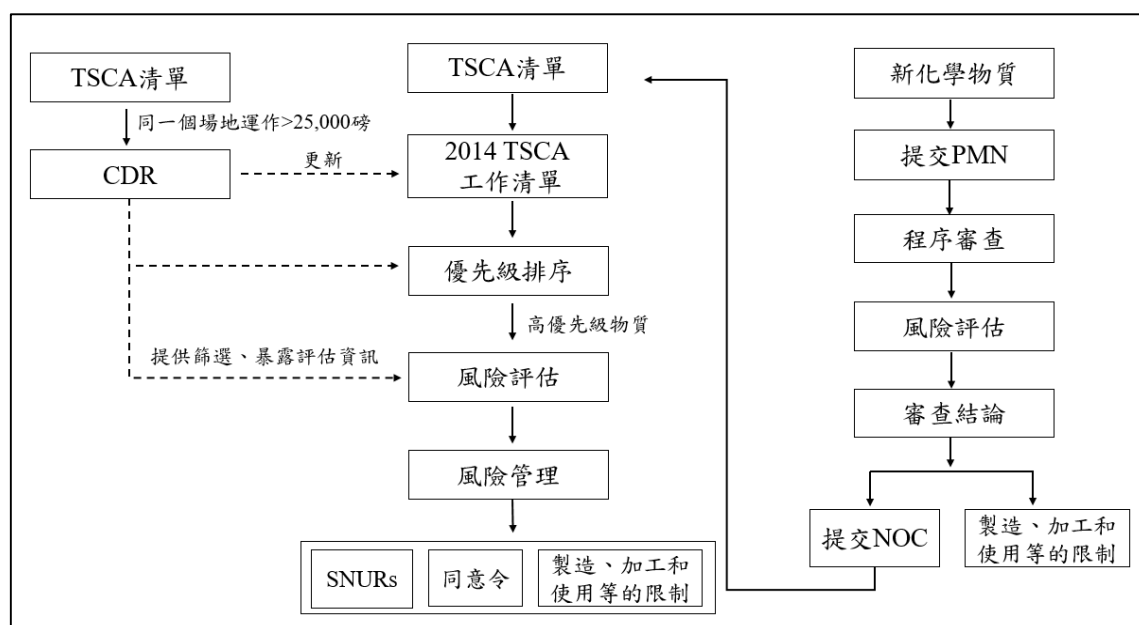 TSCA清單
同一個場地運作>25,000磅
CDR
更新
提供篩選、暴露評估資訊
TSCA清單
2014 TSCA
工作清單
優先級排序
高優先級物質
風險評估
風險管理
SNURs
同意令
製造、加工和
使用等的限制
新化學物質
提交PMN
程序審查
風險評估
審查結論
提交NOC
製造、加工和
使用等的限制